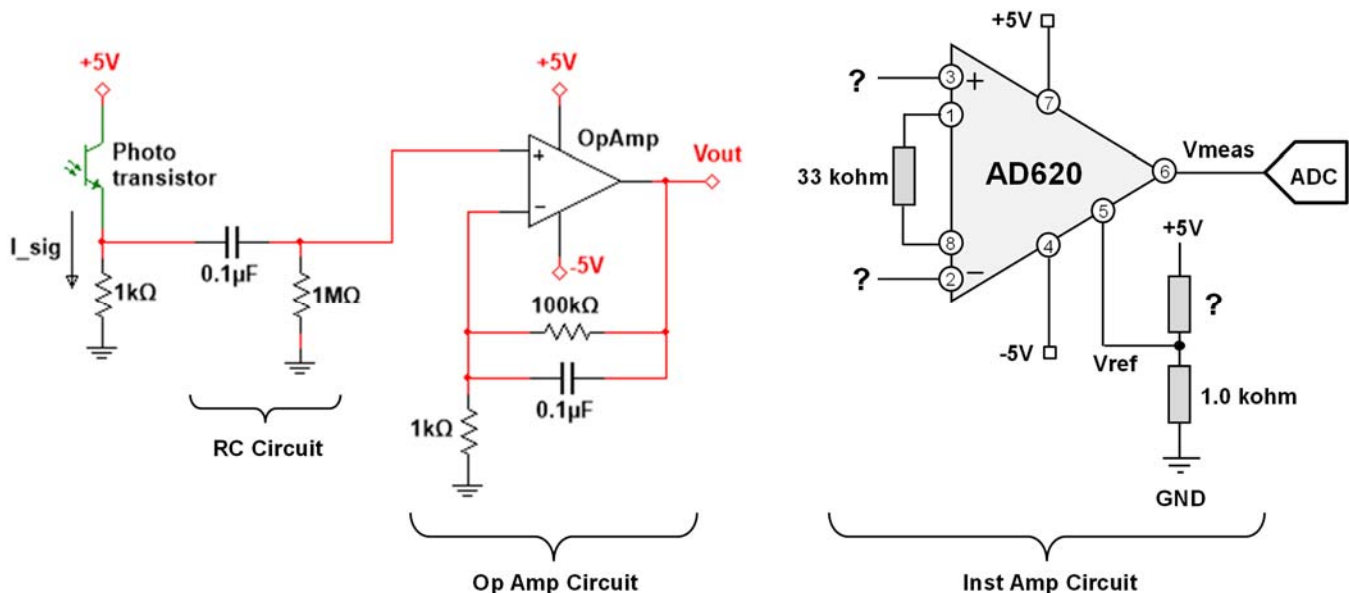 +5V
Photo
transistor
I_sig
1kΩ
0.1µF
1MΩ
RC Circuit
+5V
OpAmp
+
−
Vout
-5V
100kΩ
0.1µF
1kΩ
Op Amp Circuit
+5V
?
3
+
1
7
33 kohm
AD620
6
Vmeas
ADC
5
8
4
?
2
−
-5V
Vref
+5V
?
1.0 kohm
GND
Inst Amp Circuit